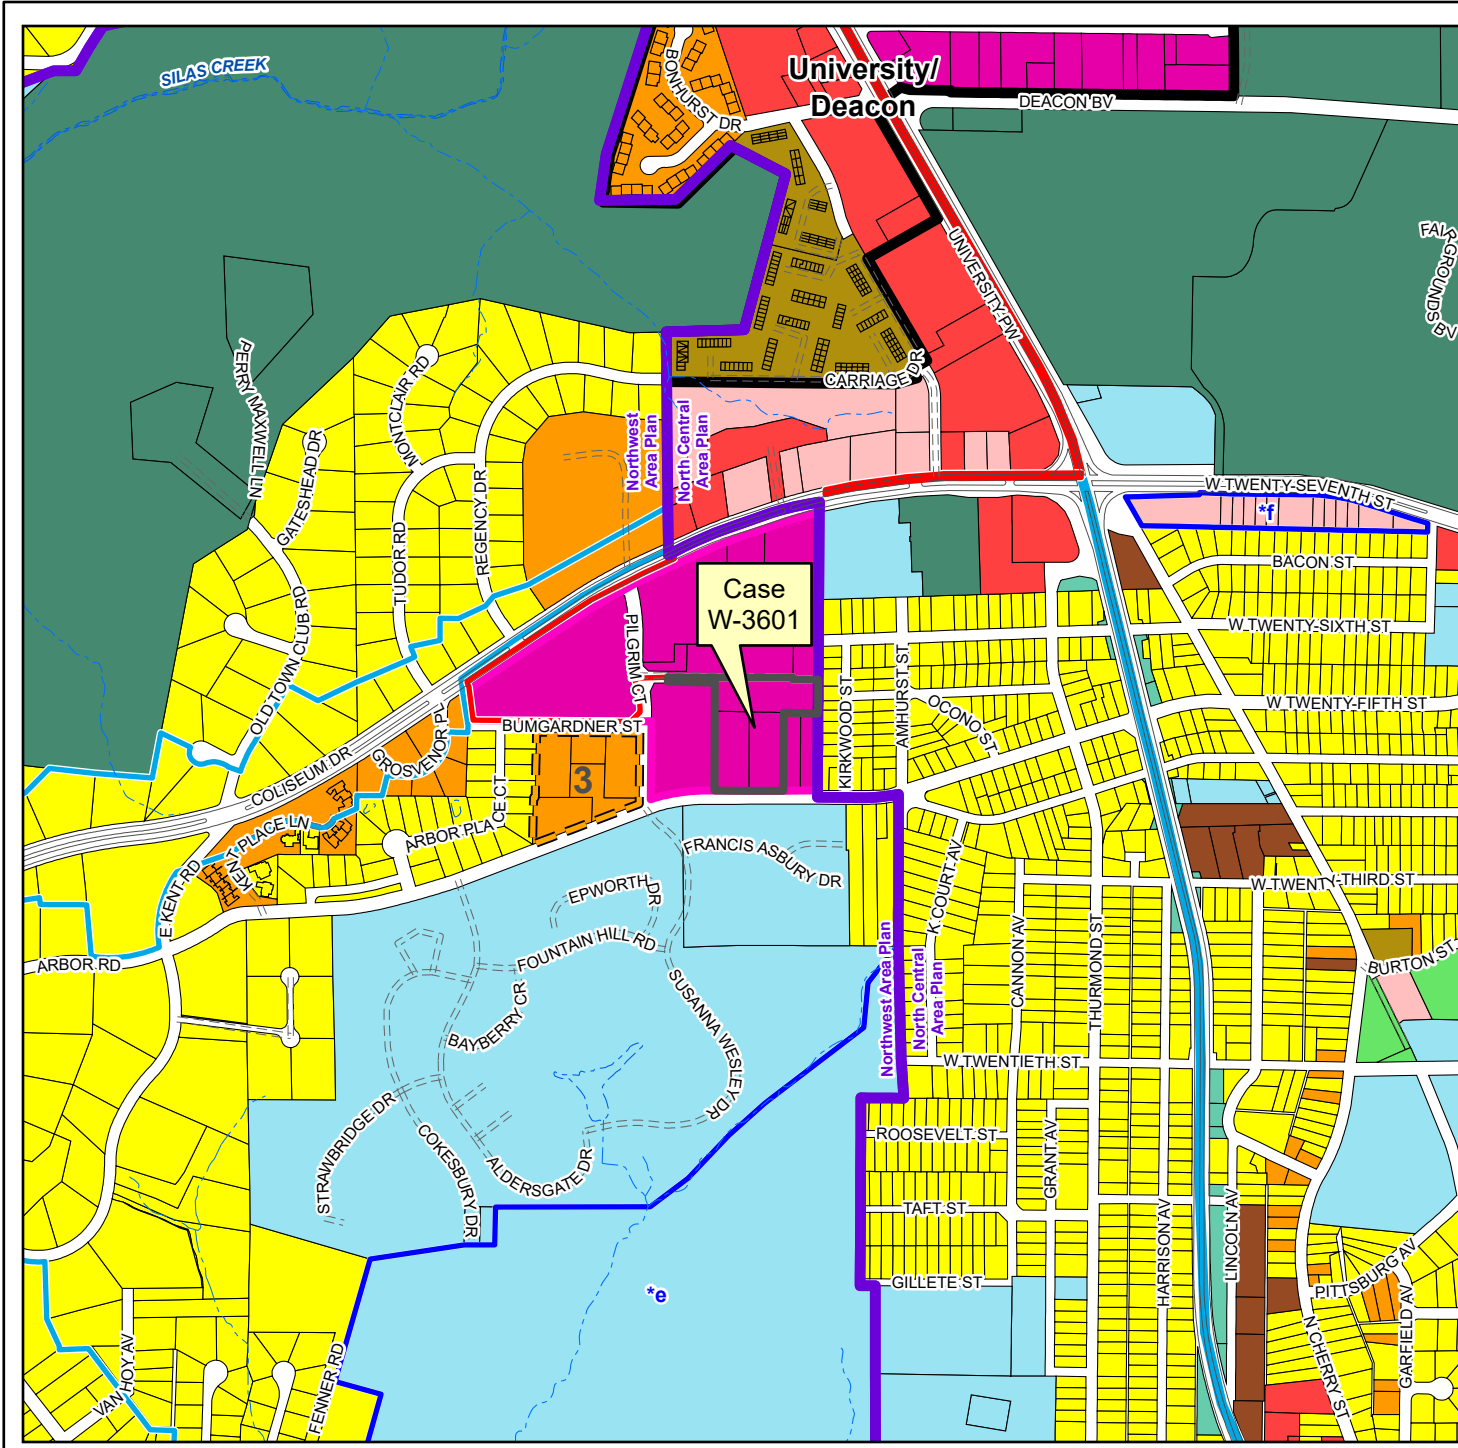 SILAS CREEK
BONHURST DR
University/
Deacon
DEACON BV
FAIRGROUNDS BV
UNIVERSITY PW
CARRIAGE DR
PERRY MAXWELL LN
MONTCLAIR RD
GATESHEAD DR
TUDOR RD
REGENCY DR
Northwest
Area Plan
North Central
Area Plan
W TWENTY-SEVENTH ST
*f
BACON ST
Case
W-3601
W TWENTY-SIXTH ST
OLD TOWN CLUB RD
PILGRIM CT
KIRKWOOD ST
AMHURST ST
OCONO ST
W TWENTY-FIFTH ST
BUMGARDNER ST
GROSVENOR PL
COLISEUM DR
3
ARBOR PLACE CT
KENT PLACE LN
FRANCIS ASBURY DR
E KENT RD
EPWORTH DR
K COURT AV
W TWENTY-THIRD ST
FOUNTAIN HILL RD
CANNON AV
THURMOND ST
ARBOR RD
BURTON ST
SUSANNA WESLEY DR
BAYBERRY CR
Northwest Area Plan
North Central
Area Plan
W TWENTIETH ST
STRAWBRIDGE DR
COKESBURY DR
ALDERSGATE DR
ROOSEVELT ST
GRANT AV
TAFT ST
HARRISON AV
LINCOLN AV
GILLETE ST
PITTSBURG AV
*e
VAN HOY AV
FENNER RD
N CHERRY ST
GARFIELD AV